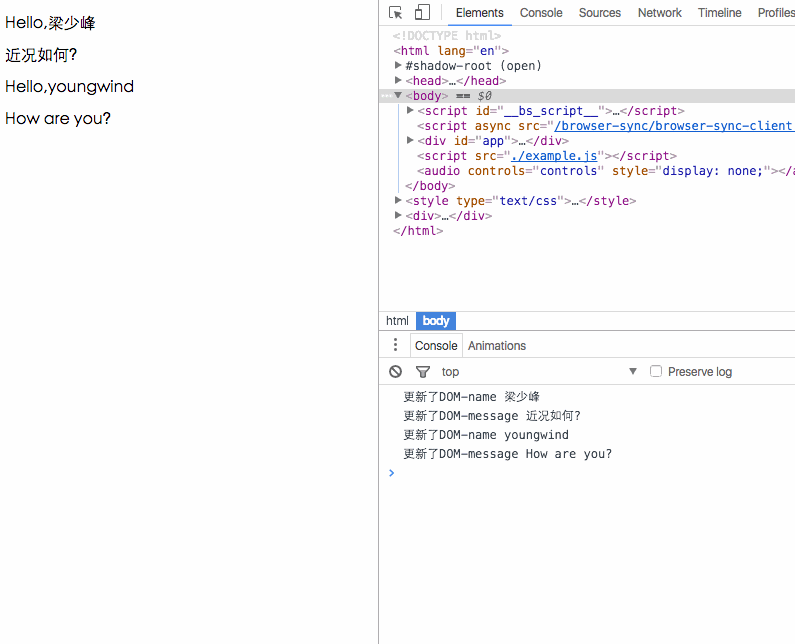 Hello,梁少峰
近况如何?
Hello,youngwind
How are you?
Elements Console Sources Network Timeline Profiles
<!DOCTYPE html>
<html lang="en">
#shadow-root (open)
<head>…</head>
… <body> == $0
<script id="__bs_script__">…</script>
<script async src="/browser-sync/browser-sync-client
<div id="app">…</div>
<script src="./example.js"></script>
<audio controls="controls" style="display: none;"></a
</body>
<style type="text/css">…</style>
<div>…</div>
</html>
html body
Console Animations
top Preserve log
更新了DOM-name 梁少峰
更新了DOM-message 近况如何?
更新了DOM-name youngwind
更新了DOM-message How are you?
>